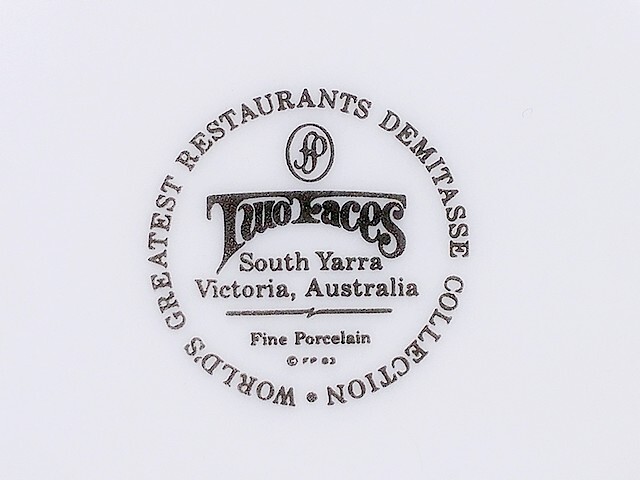 WORLD'S GREATEST RESTAURANTS DEMITASSE COLLECTION •
FP
Two Faces
South Yarra
Victoria, Australia
Fine Porcelain
© FP 83